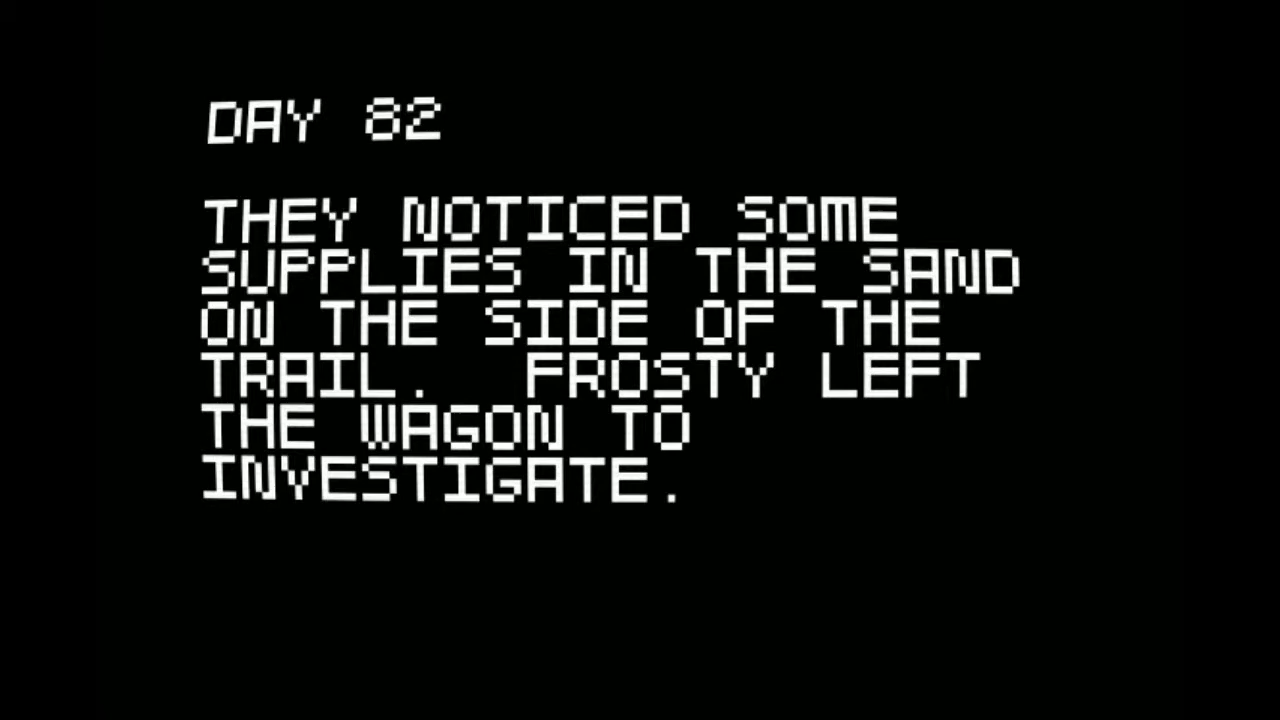 DAY 82
THEY NOTICED SOME
SUPPLIES IN THE SAND
ON THE SIDE OF THE
TRAIL.  FROSTY LEFT
THE WAGON TO
INVESTIGATE.